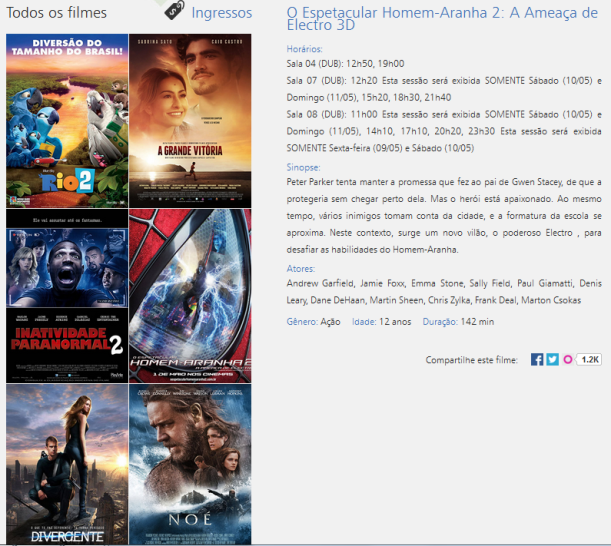 Todos os filmes
Ingressos
DIVERSÃO DO
TAMANHO DO BRASIL!
RIO2
SABRINA SATO
CAIO CASTRO
A GRANDE VITÓRIA
INATIVIDADE
PARANORMAL 2
HOMEM-ARANHA 2
1 DE MAIO NOS CINEMAS
DIVERGENTE
NOÉ
O Espetacular Homem-Aranha 2: A Ameaça de
Electro 3D
Horários:
Sala 04 (DUB): 12h50, 19h00
Sala 07 (DUB): 12h20 Esta sessão será exibida SOMENTE Sábado (10/05) e
Domingo (11/05), 15h20, 18h30, 21h40
Sala 08 (DUB): 11h00 Esta sessão será exibida SOMENTE Sábado (10/05) e
Domingo (11/05), 14h10, 17h10, 20h20, 23h30 Esta sessão será exibida
SOMENTE Sexta-feira (09/05) e Sábado (10/05)
Sinopse:
Peter Parker tenta manter a promessa que fez ao pai de Gwen Stacey, de que a
protegeria sem chegar perto dela. Mas o herói está apaixonado. Ao mesmo
tempo, vários inimigos tomam conta da cidade, e a formatura da escola se
aproxima. Neste contexto, surge um novo vilão, o poderoso Electro , para
desafiar as habilidades do Homem-Aranha.
Atores:
Andrew Garfield, Jamie Foxx, Emma Stone, Sally Field, Paul Giamatti, Denis
Leary, Dane DeHaan, Martin Sheen, Chris Zylka, Frank Deal, Marton Csokas
Gênero: Ação Idade: 12 anos Duração: 142 min
Compartilhe este filme: 1.2K